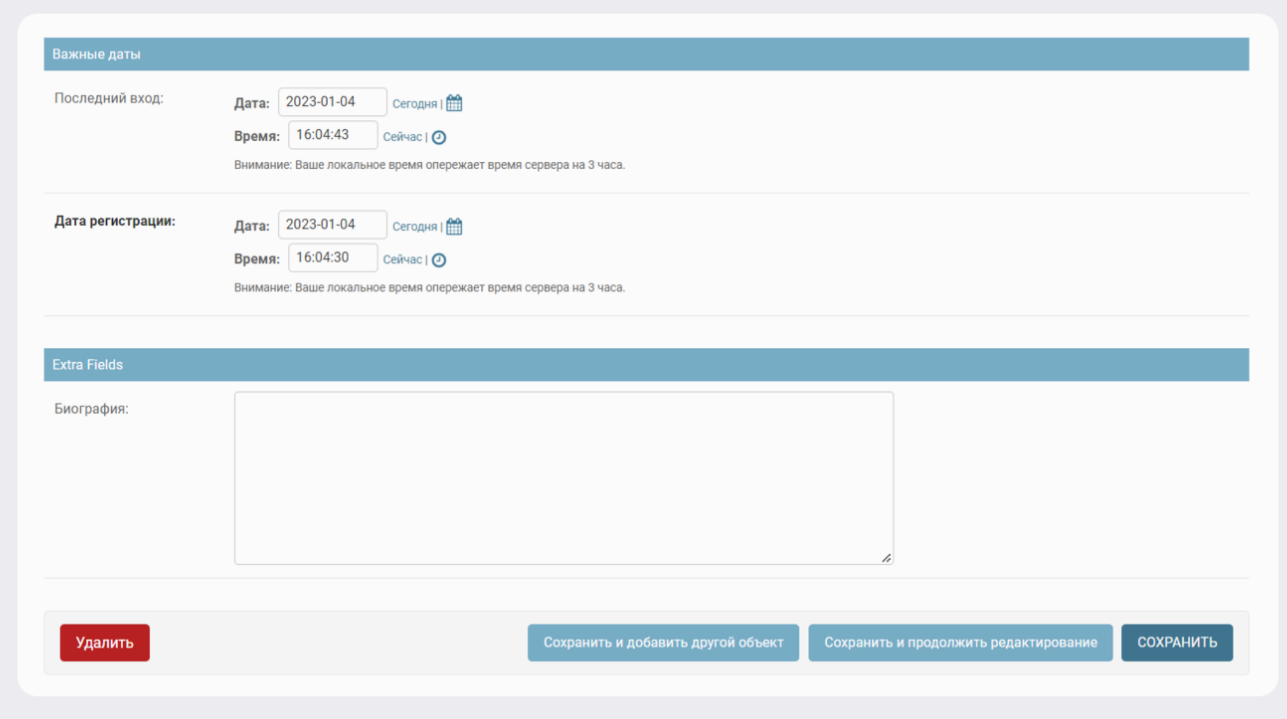 Важные даты
Последний вход:
Дата: 2023-01-04 Сегодня |
Время: 16:04:43 Сейчас |
Внимание: Ваше локальное время опережает время сервера на 3 часа.
Дата регистрации:
Дата: 2023-01-04 Сегодня |
Время: 16:04:30 Сейчас |
Внимание: Ваше локальное время опережает время сервера на 3 часа.
Extra Fields
Биография:
Удалить
Сохранить и добавить другой объект
Сохранить и продолжить редактирование
СОХРАНИТЬ